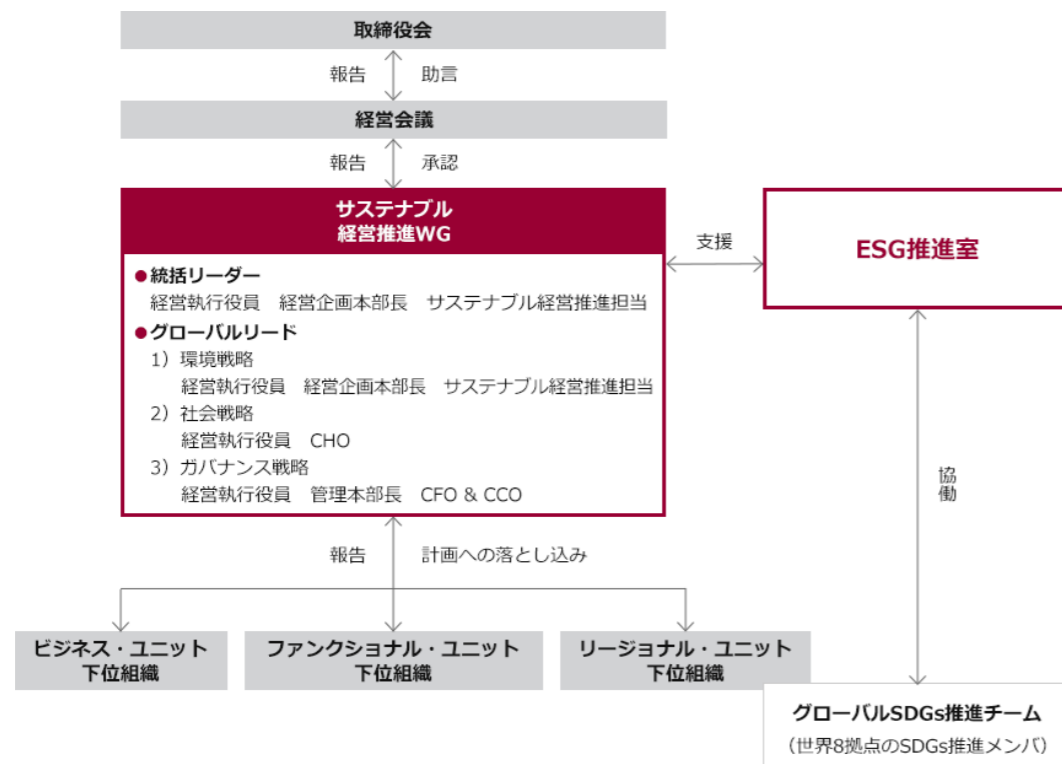 取締役会
報告 助言
経営会議
報告 承認
サステナブル
経営推進WG
●統括リーダー
経営執行役員 経営企画本部長 サステナブル経営推進担当
●グローバルリード
1）環境戦略
経営執行役員 経営企画本部長 サステナブル経営推進担当
2）社会戦略
経営執行役員 CHO
3）ガバナンス戦略
経営執行役員 管理本部長 CFO & CCO
支援
ESG推進室
協働
報告 計画への落とし込み
ビジネス・ユニット
下位組織
ファンクショナル・ユニット
下位組織
リージョナル・ユニット
下位組織
グローバルSDGs推進チーム
（世界8拠点のSDGs推進メンバ）